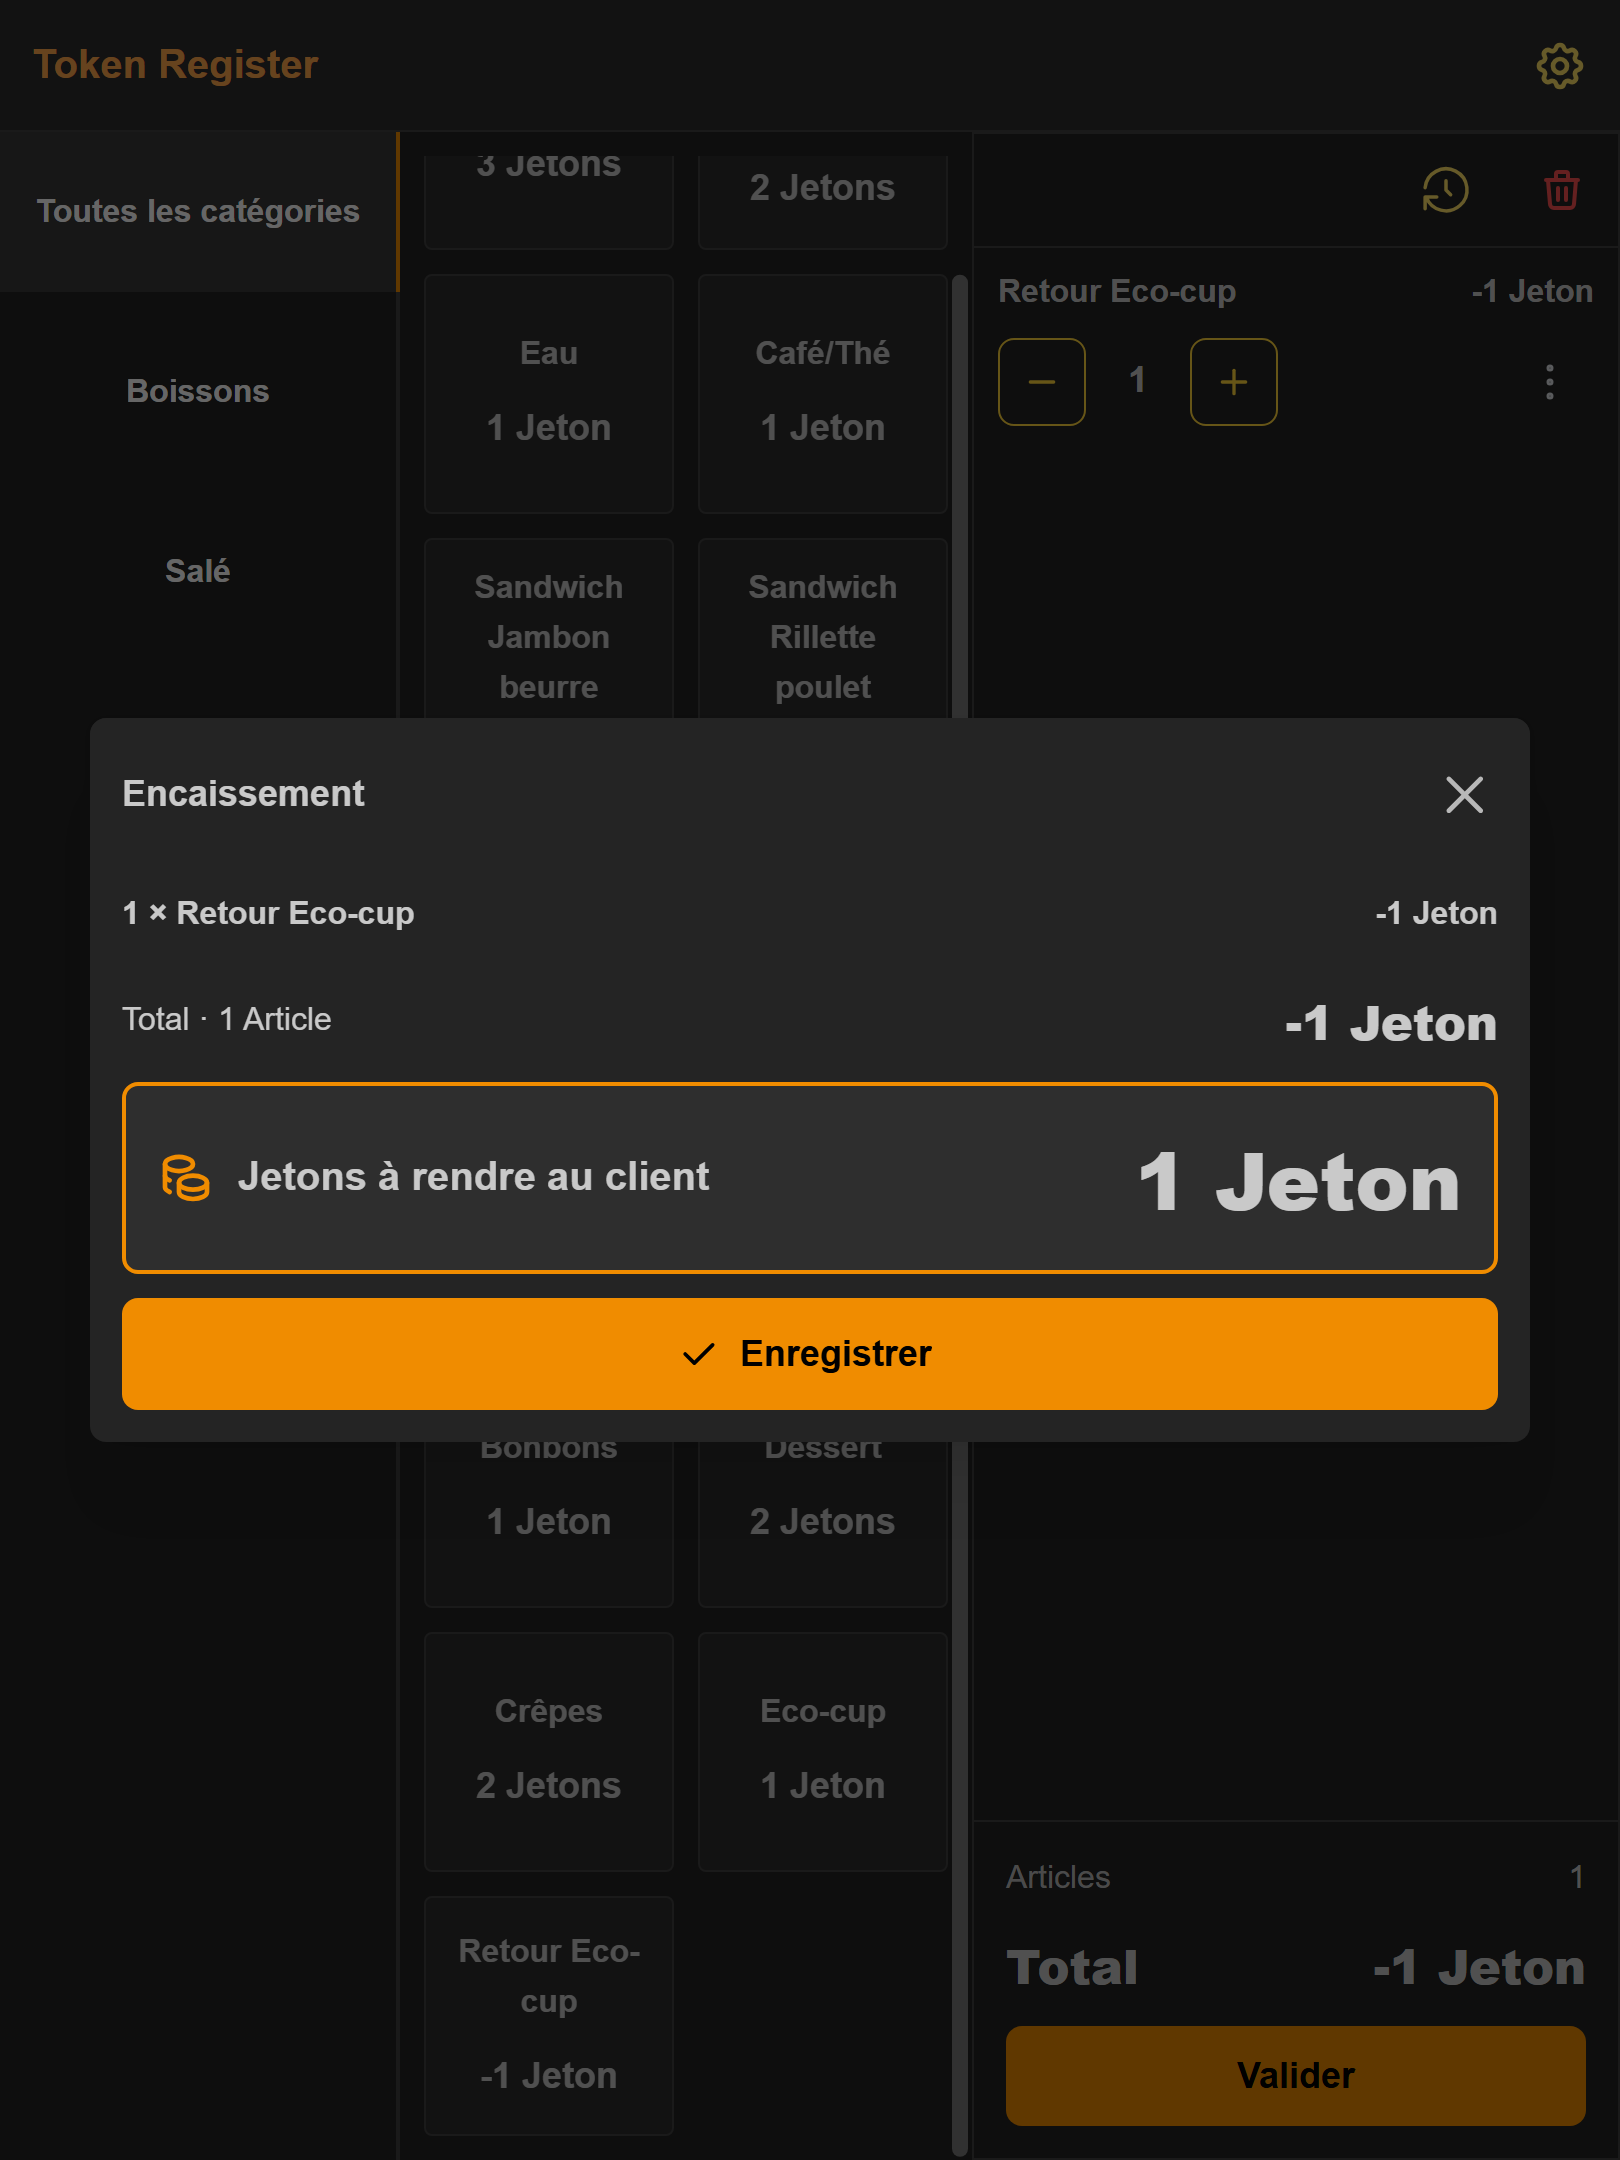 Token Register
Toutes les catégories
Boissons
Salé
3 Jetons
2 Jetons
Eau
1 Jeton
Café/Thé
1 Jeton
Sandwich
Jambon
beurre
Sandwich
Rillette
poulet
Retour Eco-cup
-1 Jeton
1
Encaissement
1 × Retour Eco-cup
-1 Jeton
Total · 1 Article
-1 Jeton
Jetons à rendre au client
1 Jeton
Enregistrer
Bonbons
1 Jeton
Dessert
2 Jetons
Crêpes
2 Jetons
Eco-cup
1 Jeton
Retour Eco-
cup
-1 Jeton
Articles
1
Total
-1 Jeton
Valider